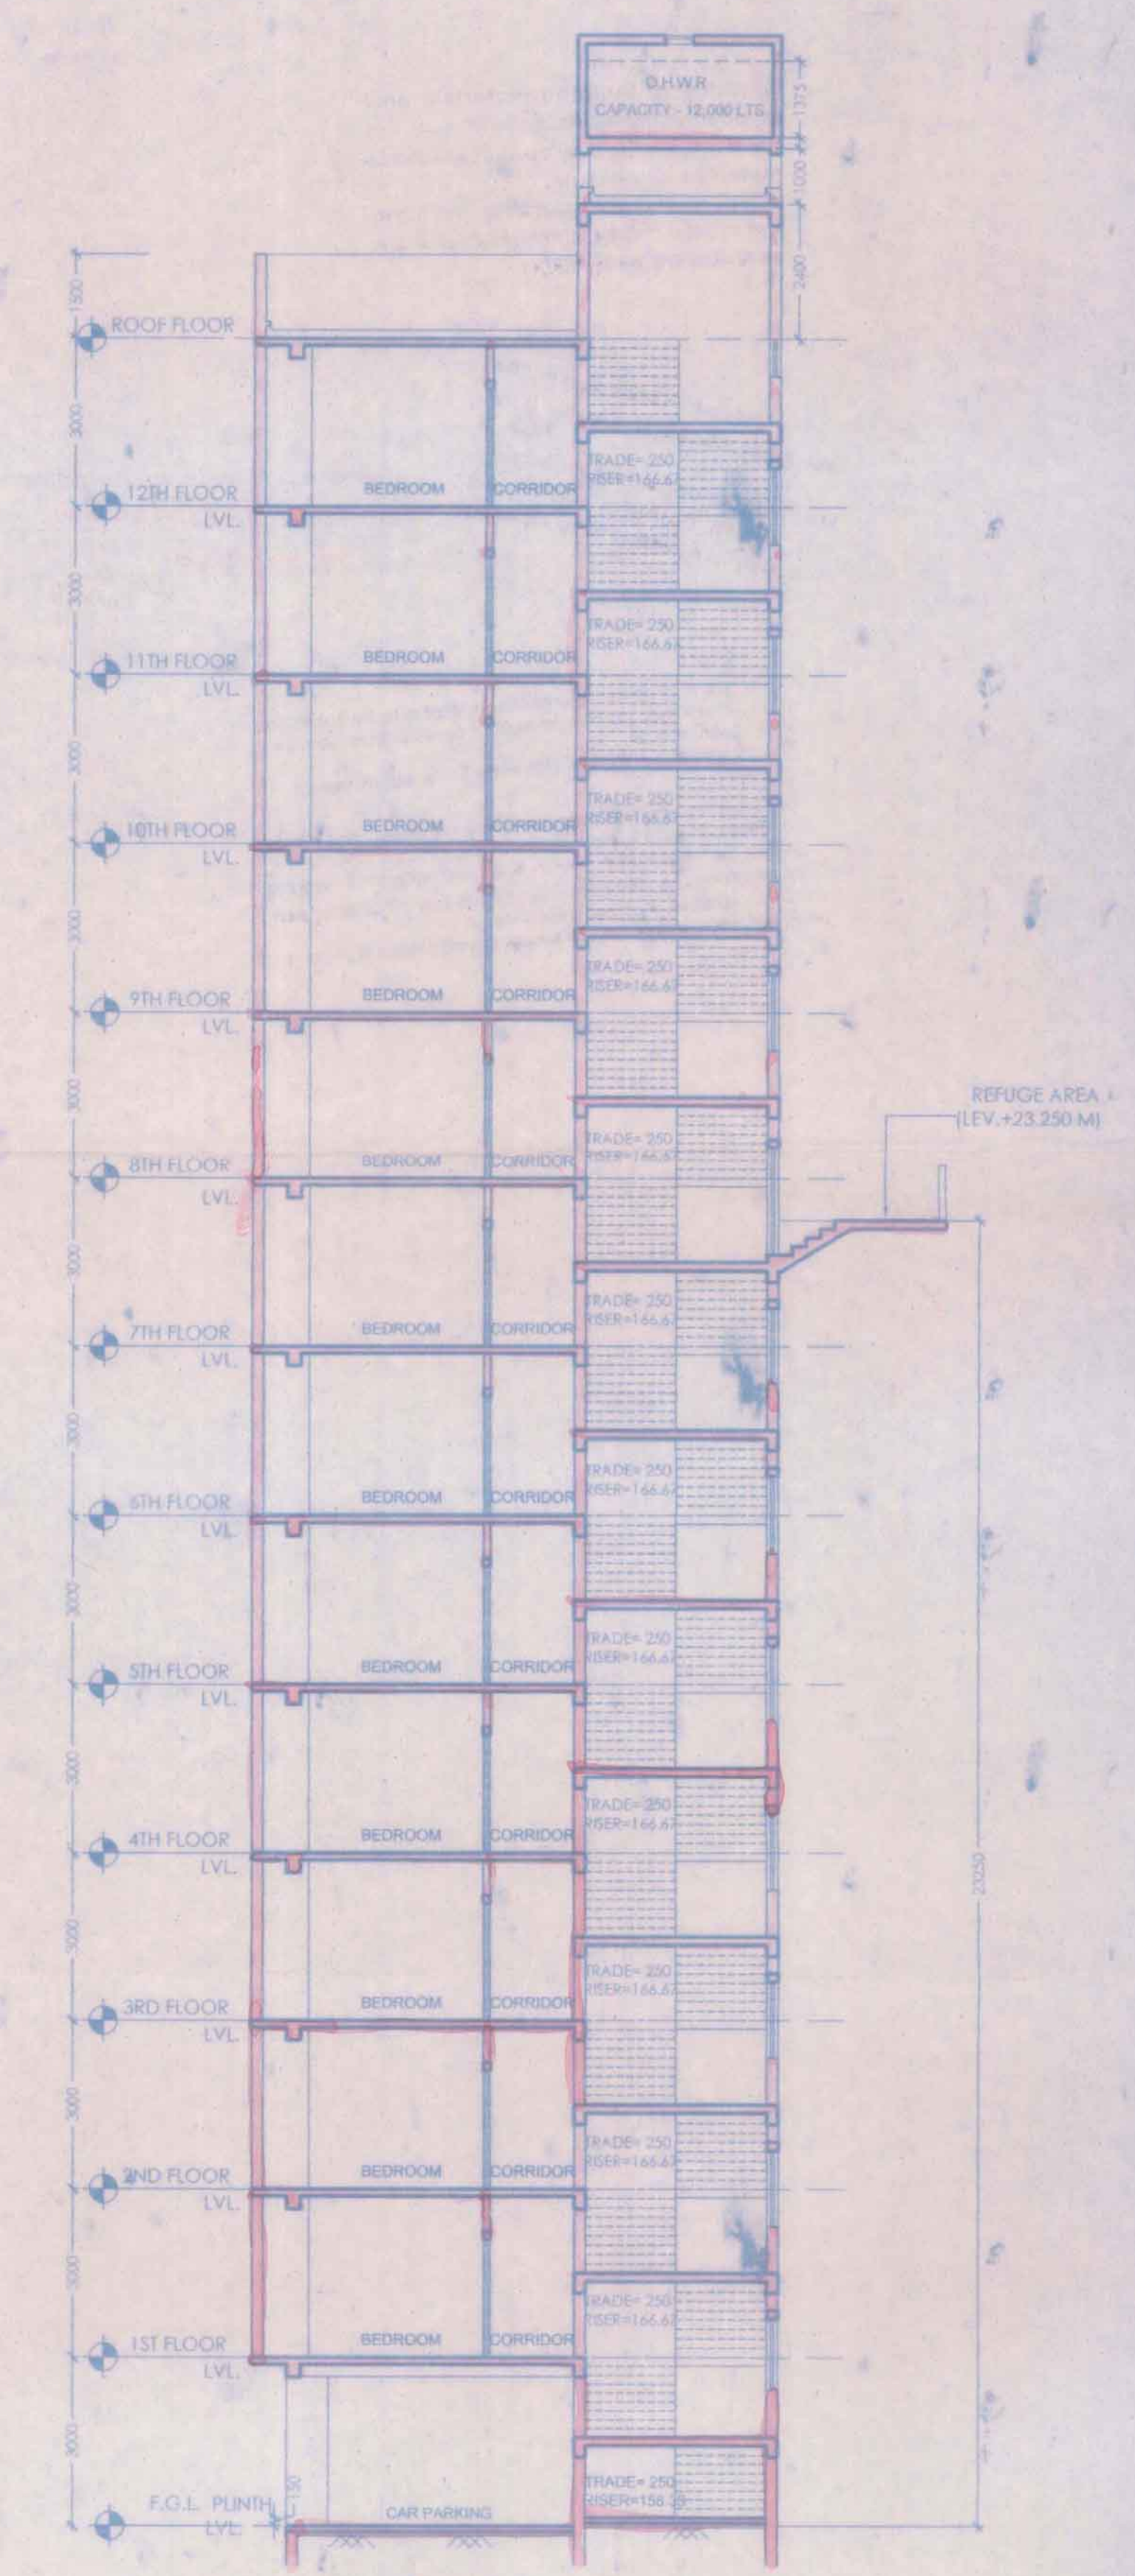 O.H.W.R
CAPACITY - 12,000 LTS
1375
1000
2400
1500
ROOF FLOOR
3000
TRADE= 250
RISER=166.67
12TH FLOOR
LVL.
BEDROOM
CORRIDOR
3000
TRADE= 250
RISER=166.67
11TH FLOOR
LVL.
BEDROOM
CORRIDOR
3000
TRADE= 250
RISER=166.67
10TH FLOOR
LVL.
BEDROOM
CORRIDOR
3000
TRADE= 250
RISER=166.67
9TH FLOOR
LVL.
BEDROOM
CORRIDOR
3000
REFUGE AREA
(LEV.+23.250 M)
TRADE= 250
RISER=166.67
8TH FLOOR
LVL.
BEDROOM
CORRIDOR
3000
TRADE= 250
RISER=166.67
7TH FLOOR
LVL.
BEDROOM
CORRIDOR
3000
TRADE= 250
RISER=166.67
6TH FLOOR
LVL.
BEDROOM
CORRIDOR
3000
TRADE= 250
RISER=166.67
5TH FLOOR
LVL.
BEDROOM
CORRIDOR
3000
TRADE= 250
RISER=166.67
4TH FLOOR
LVL.
BEDROOM
CORRIDOR
23250
3000
TRADE= 250
RISER=166.67
3RD FLOOR
LVL.
BEDROOM
CORRIDOR
3000
TRADE= 250
RISER=166.67
2ND FLOOR
LVL.
BEDROOM
CORRIDOR
3000
TRADE= 250
RISER=166.67
1ST FLOOR
LVL.
BEDROOM
CORRIDOR
3000
TRADE= 250
150
F.G.L. PLINTH
LVL.
CAR PARKING